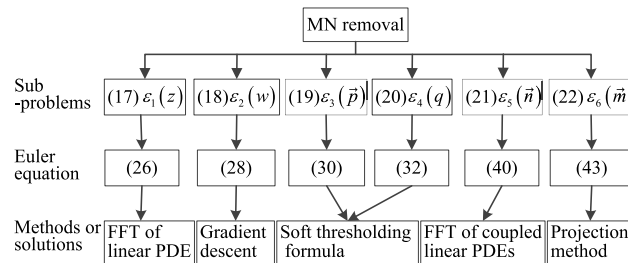 MN removal
Sub
-problems
(17) ε₁(z)
(18) ε₂(w)
(19) ε₃(p⃗)
(20) ε₄(q)
(21) ε₅(n⃗)
(22) ε₆(m⃗
Euler
equation
(26)
(28)
(30)
(32)
(40)
(43)
Methods or
solutions
FFT of
linear PDE
Gradient
descent
Soft thresholding
formula
FFT of coupled
linear PDEs
Projection
method